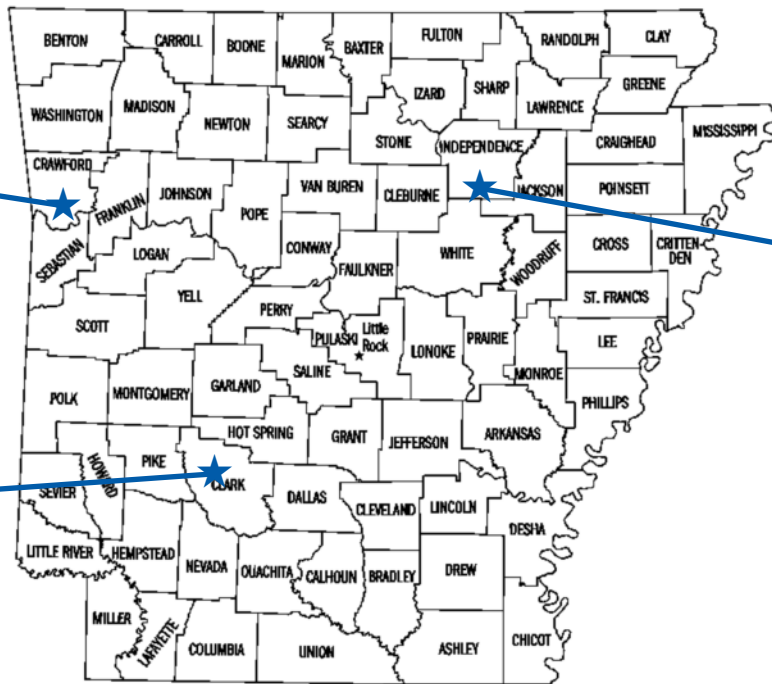 BENTON
CARROLL
BOONE
MARION
BAXTER
FULTON
RANDOLPH
CLAY
IZARD
SHARP
GREENE
LAWRENCE
WASHINGTON
MADISON
NEWTON
SEARCY
STONE
INDEPENDENCE
CRAIGHEAD
MISSISSIPPI
CRAWFORD
FRANKLIN
JOHNSON
POPE
VAN BUREN
CLEBURNE
JACKSON
POINSETT
SEBASTIAN
LOGAN
CONWAY
FAULKNER
WHITE
WOODRUFF
CROSS
CRITTEN
DEN
YELL
PERRY
ST. FRANCIS
SCOTT
PULASKI
Little
Rock
LONOKE
PRAIRIE
LEE
SALINE
MONROE
POLK
MONTGOMERY
GARLAND
PHILLIPS
HOT SPRING
GRANT
JEFFERSON
ARKANSAS
HOWARD
PIKE
SEVIER
CLARK
DALLAS
CLEVELAND
LINCOLN
DESHA
LITTLE RIVER
HEMPSTEAD
NEVADA
OUACHITA
CALHOUN
BRADLEY
DREW
MILLER
LAFAYETTE
COLUMBIA
UNION
ASHLEY
CHICOT